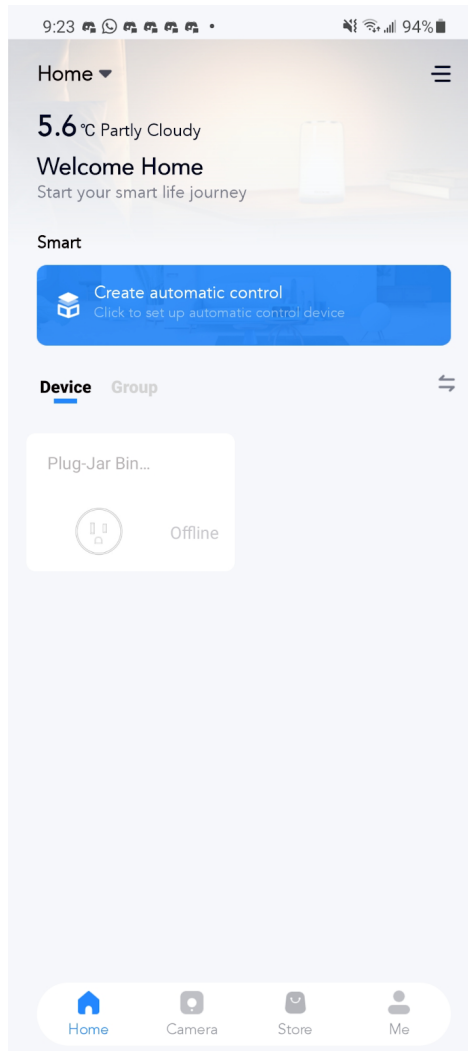 9:23
94%
Home
5.6 °C Partly Cloudy
Welcome Home
Start your smart life journey
Smart
Create automatic control
Click to set up automatic control device
Device Group
Plug-Jar Bin...
Offline
Home Camera Store Me